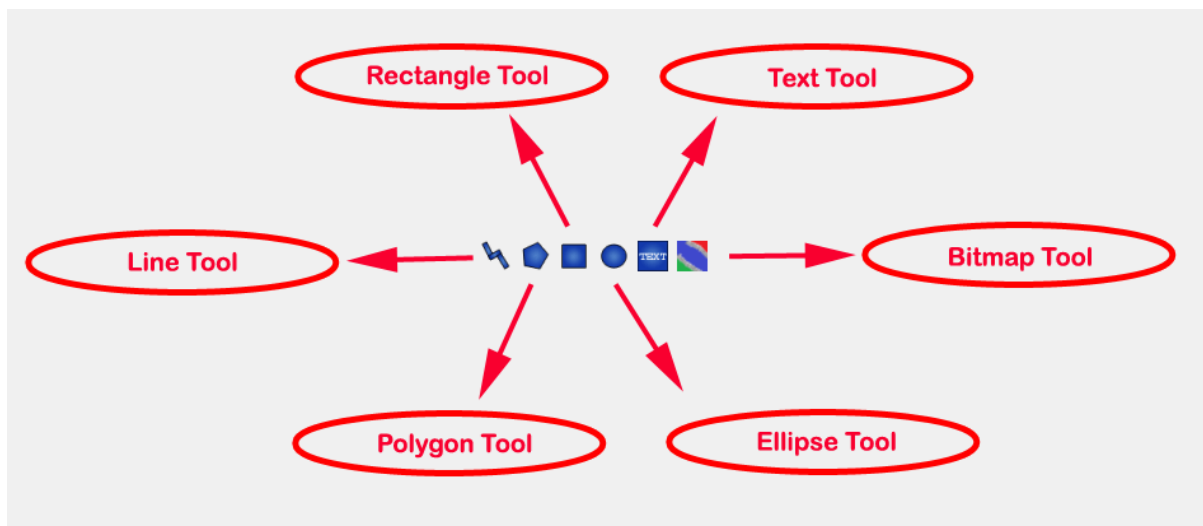 Rectangle Tool
Text Tool
Line Tool
TEXT
Bitmap Tool
Polygon Tool
Ellipse Tool